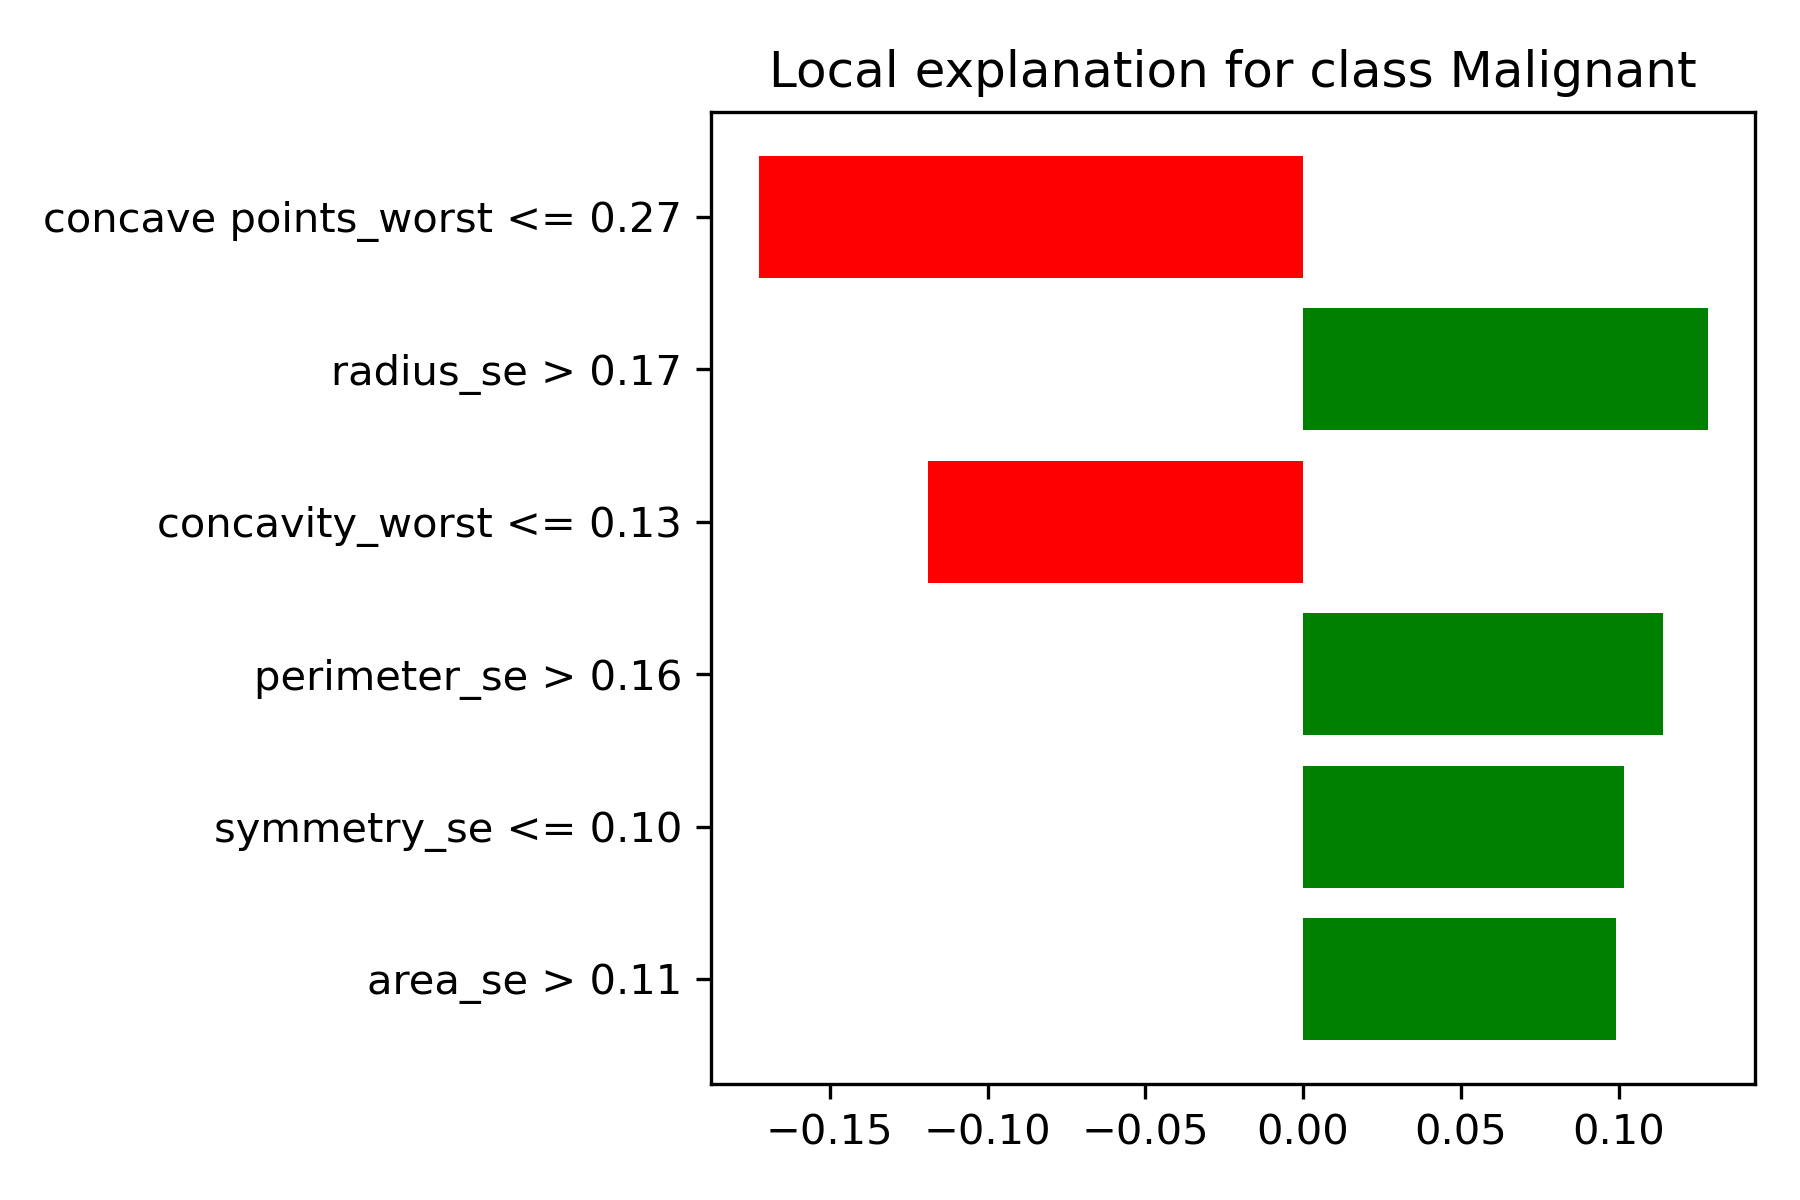 Local explanation for class Malignant
concave points_worst <= 0.27
radius_se > 0.17
concavity_worst <= 0.13
perimeter_se > 0.16
symmetry_se <= 0.10
area_se > 0.11
−0.15 −0.10 −0.05 0.00 0.05 0.10